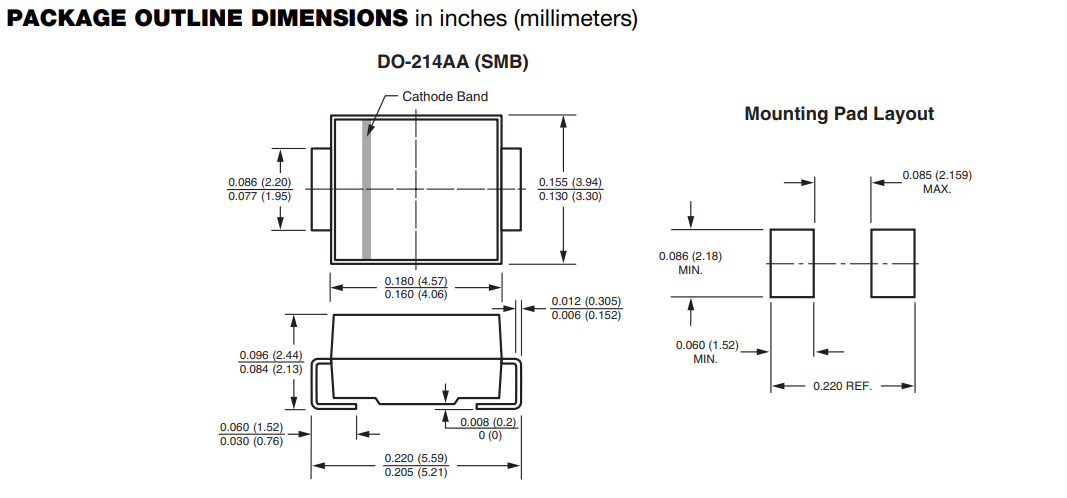 PACKAGE OUTLINE DIMENSIONS in inches (millimeters)
DO-214AA (SMB)
Cathode Band
0.086 (2.20)
0.077 (1.95)
0.155 (3.94)
0.130 (3.30)
0.180 (4.57)
0.160 (4.06)
0.012 (0.305)
0.006 (0.152)
0.096 (2.44)
0.084 (2.13)
0.060 (1.52)
0.030 (0.76)
0.008 (0.2)
0 (0)
0.220 (5.59)
0.205 (5.21)
Mounting Pad Layout
0.085 (2.159)
MAX.
0.086 (2.18)
MIN.
0.060 (1.52)
MIN.
0.220 REF.